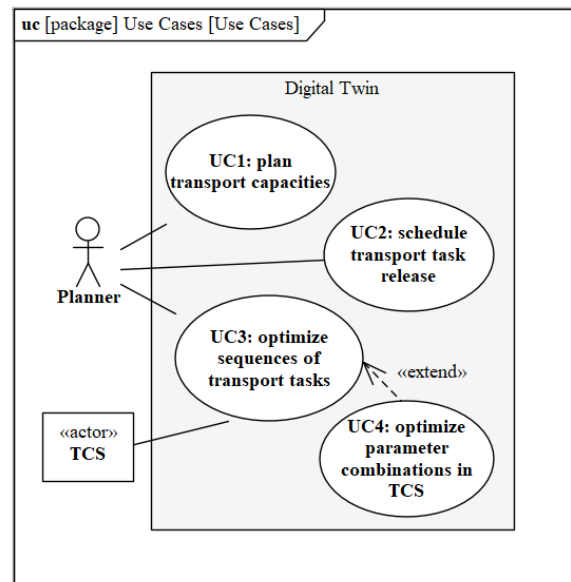 uc [package] Use Cases [Use Cases]
Digital Twin
UC1: plan
transport capacities
UC2: schedule
transport task
release
Planner
UC3: optimize
sequences of
transport tasks
«extend»
«actor»
TCS
UC4: optimize
parameter
combinations in
TCS